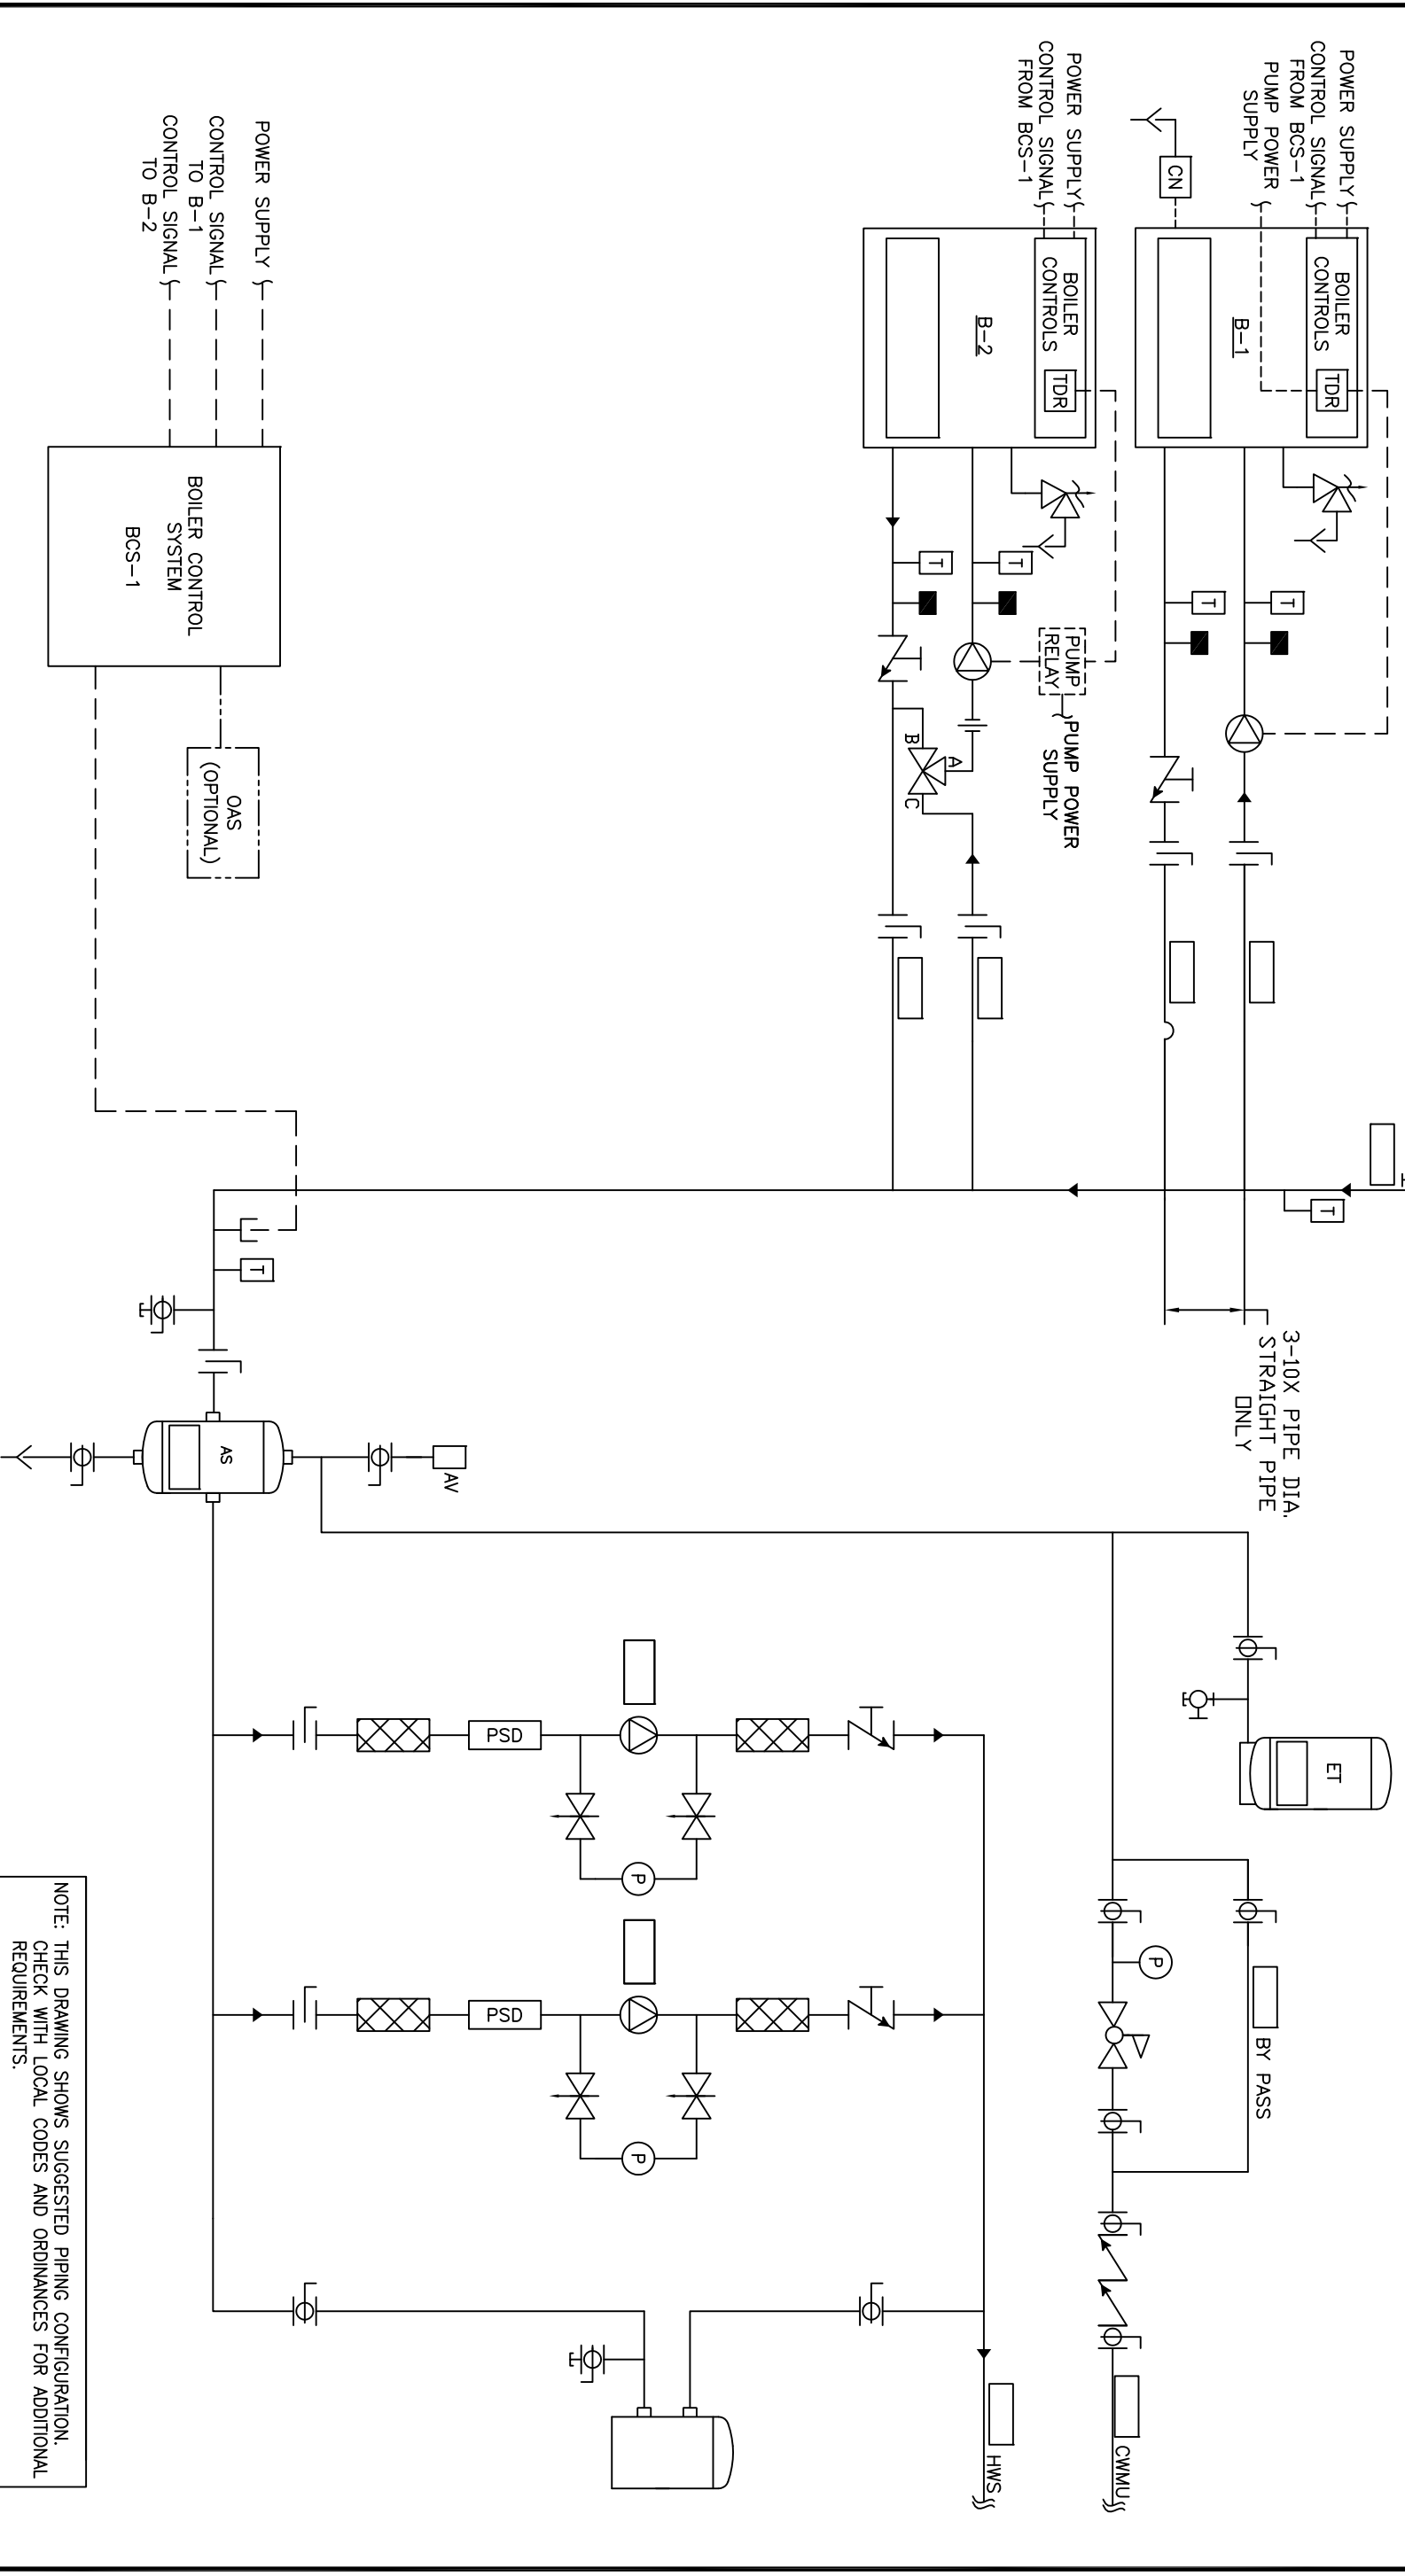 POWER SUPPLY
CONTROL SIGNAL
FROM BCS-1
PUMP POWER
SUPPLY
BOILER
CONTROLS
TDR
B-1
CN
T
T
POWER SUPPLY
CONTROL SIGNAL
FROM BCS-1
BOILER
CONTROLS
TDR
B-2
T
T
PUMP
RELAY
PUMP POWER
SUPPLY
A
B
C
POWER SUPPLY
CONTROL SIGNAL
TO B-1
CONTROL SIGNAL
TO B-2
BOILER CONTROL
SYSTEM
BCS-1
OAS
(OPTIONAL)
T
T
3-10X PIPE DIA.
STRAIGHT PIPE
ONLY
AS
AV
ET
P
BY PASS
PSD
P
PSD
P
CWMU
HWS
NOTE: THIS DRAWING SHOWS SUGGESTED PIPING CONFIGURATION.
CHECK WITH LOCAL CODES AND ORDINANCES FOR ADDITIONAL
REQUIREMENTS.